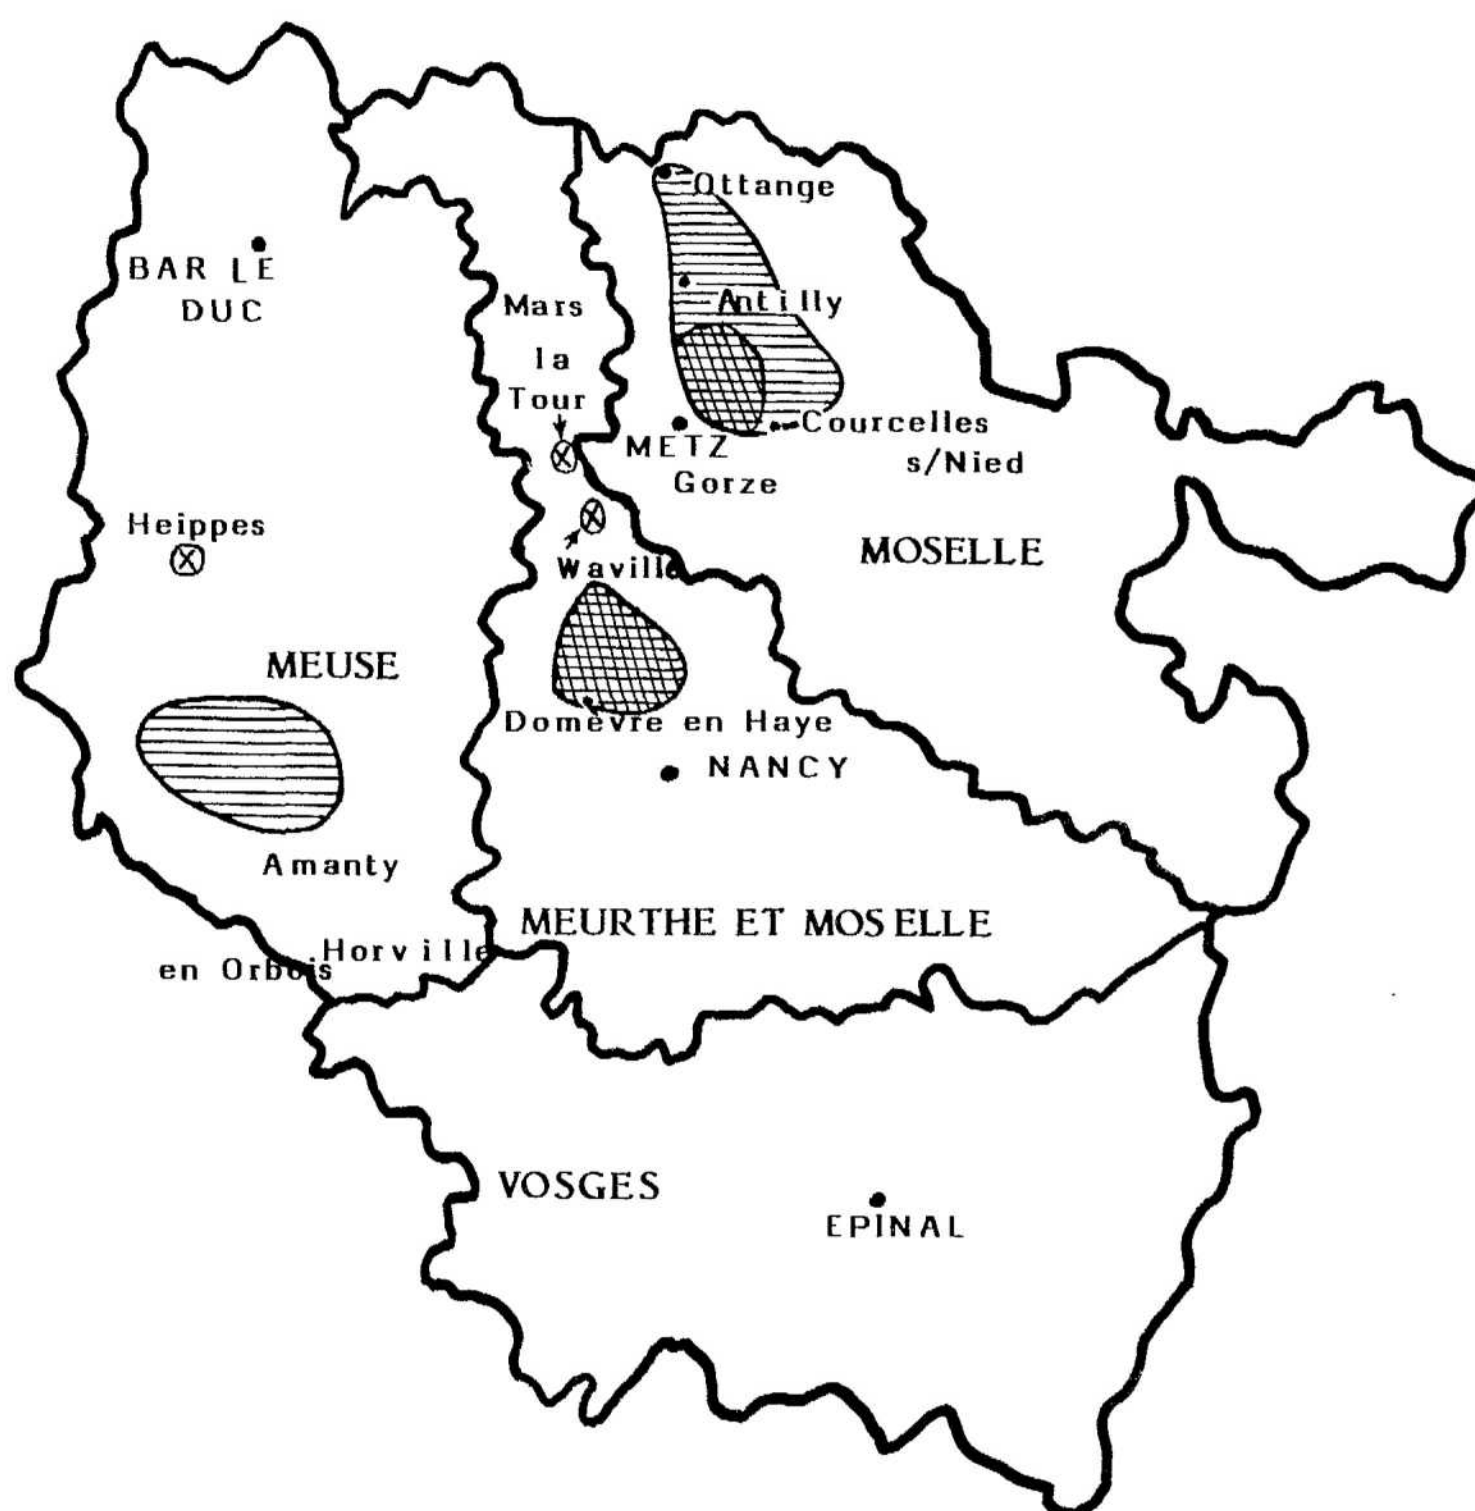 Ottange
BAR LE
DUC
Mars
la
Tour
Antilly
METZ
Courcelles
s/Nied
Gorze
Heippes
MOSELLE
Waville
MEUSE
Domèvre en Haye
NANCY
Amanty
MEURTHE ET MOSELLE
Horville
en Orbois
VOSGES
EPINAL